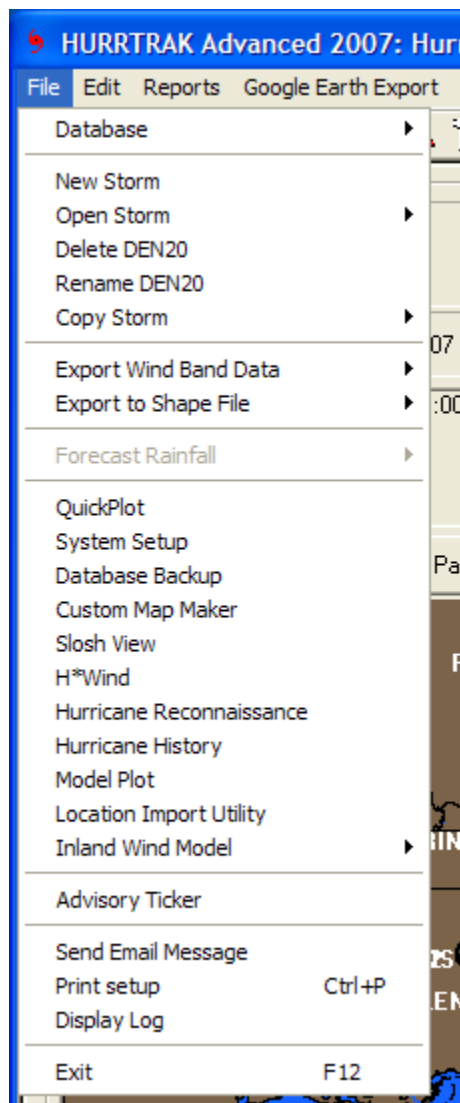 HURRTRAK Advanced 2007: Hurr
File Edit Reports Google Earth Export
Database
New Storm
Open Storm
Delete DEN20
Rename DEN20
Copy Storm
07
Export Wind Band Data
Export to Shape File
:00
Forecast Rainfall
QuickPlot
System Setup
Database Backup
Pa
Custom Map Maker
Slosh View
H*Wind
Hurricane Reconnaissance
Hurricane History
Model Plot
Location Import Utility
Inland Wind Model
Advisory Ticker
Send Email Message
Print setup Ctrl+P
Display Log
Exit F12